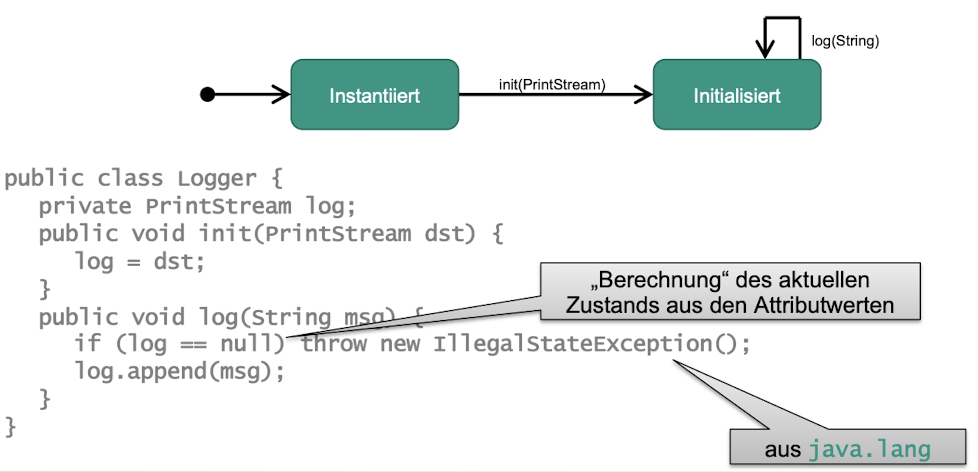 log(String)
init(PrintStream)
Instantiiert
Initialisiert
public class Logger {
private PrintStream log;
public void init(PrintStream dst) {
log = dst;
}
public void log(String msg) {
if (log == null) throw new IllegalStateException();
log.append(msg);
}
}
„Berechnung“ des aktuellen
Zustands aus den Attributwerten
aus java.lang